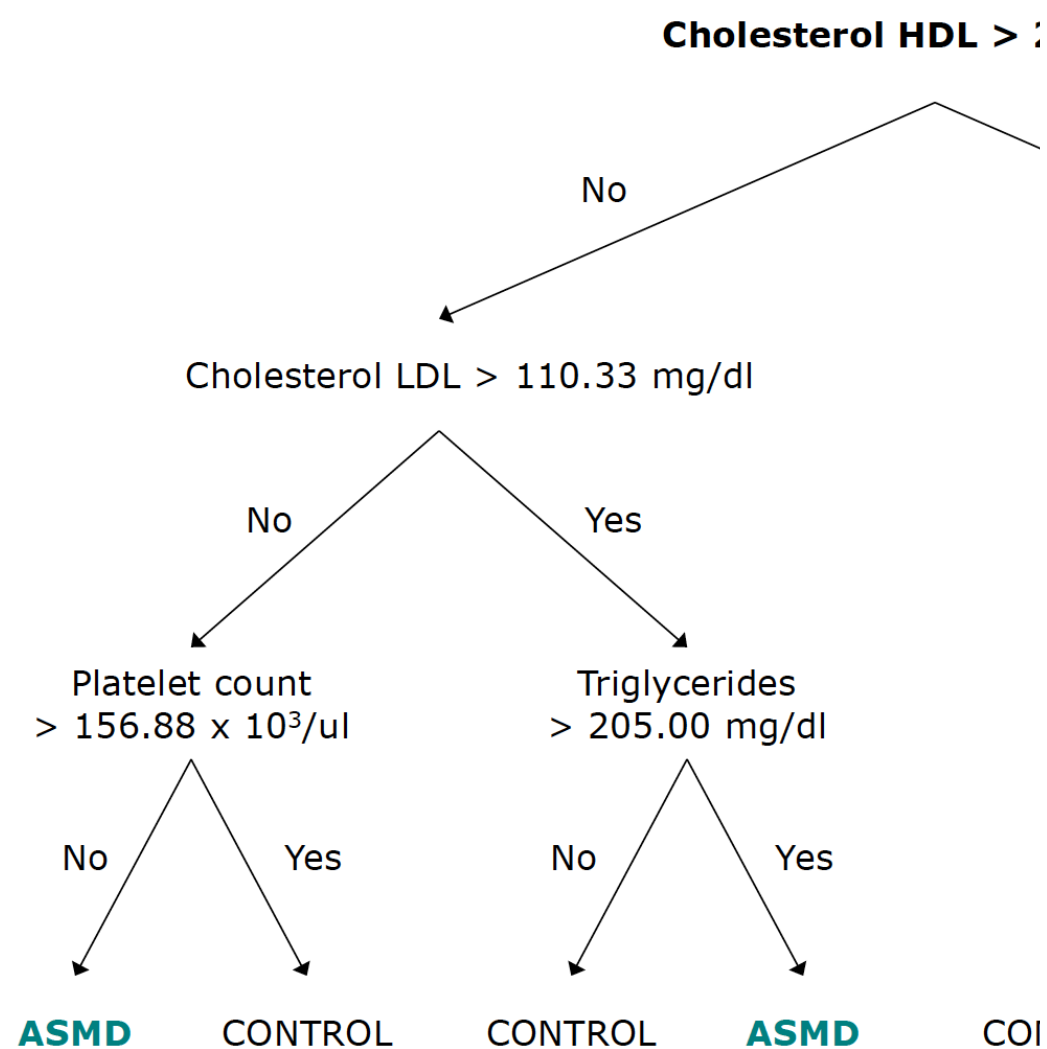 Cholesterol HDL >
No
Cholesterol LDL > 110.33 mg/dl
No Yes
Platelet count Triglycerides
> 156.88 x 10³/ul > 205.00 mg/dl
No Yes No Yes
ASMD CONTROL CONTROL ASMD